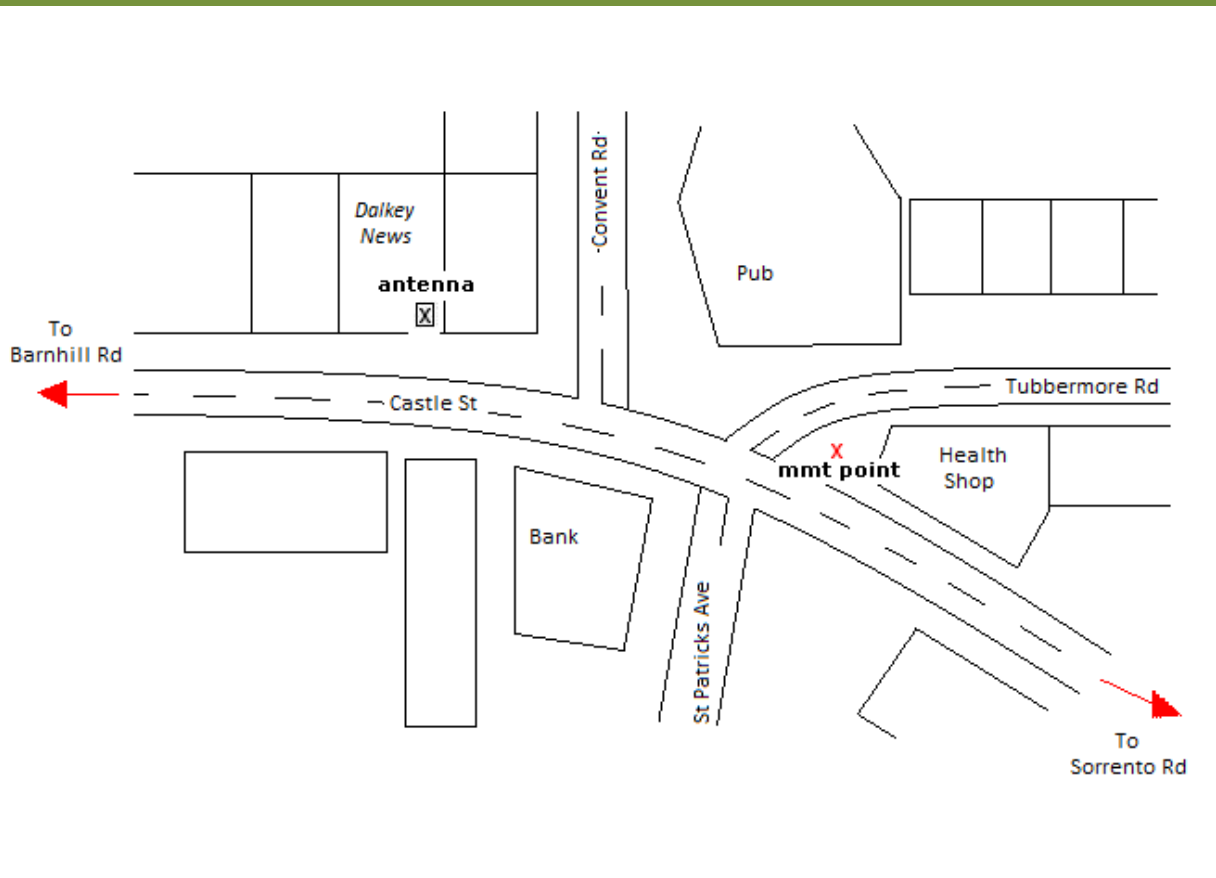 Convent Rd
Dalkey
News
antenna
X
Pub
To
Barnhill Rd
Castle St
Tubbermore Rd
X
mmt point
Health
Shop
Bank
St Patricks Ave
To
Sorrento Rd